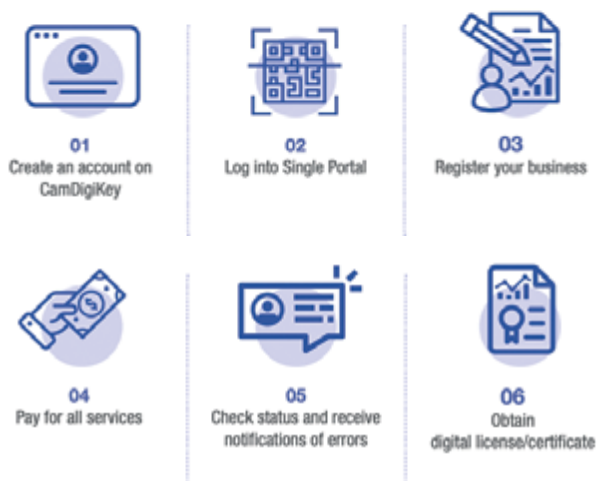 01
Create an account on
CamDigiKey
02
Log into Single Portal
03
Register your business
04
Pay for all services
05
Check status and receive
notifications of errors
06
Obtain
digital license/certificate